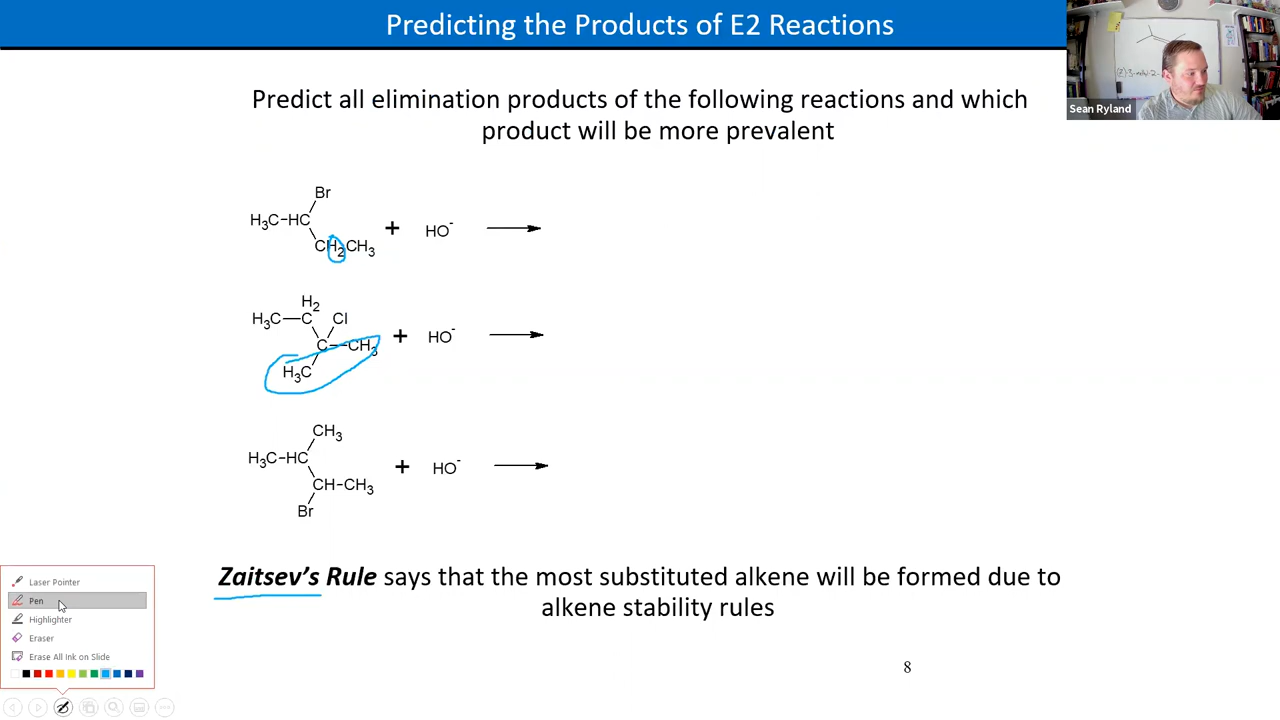 Predicting the Products of E2 Reactions
Sean Ryland
Predict all elimination products of the following reactions and which
product will be more prevalent
Br
H3C-HC
CH2CH3
+
HO-
H2
H3C—C
Cl
C—CH3
H3C
+
HO-
CH3
H3C-HC
CH-CH3
Br
+
HO-
Zaitsev's Rule says that the most substituted alkene will be formed due to
alkene stability rules
8
Laser Pointer
Pen
Highlighter
Eraser
Erase All Ink on Slide